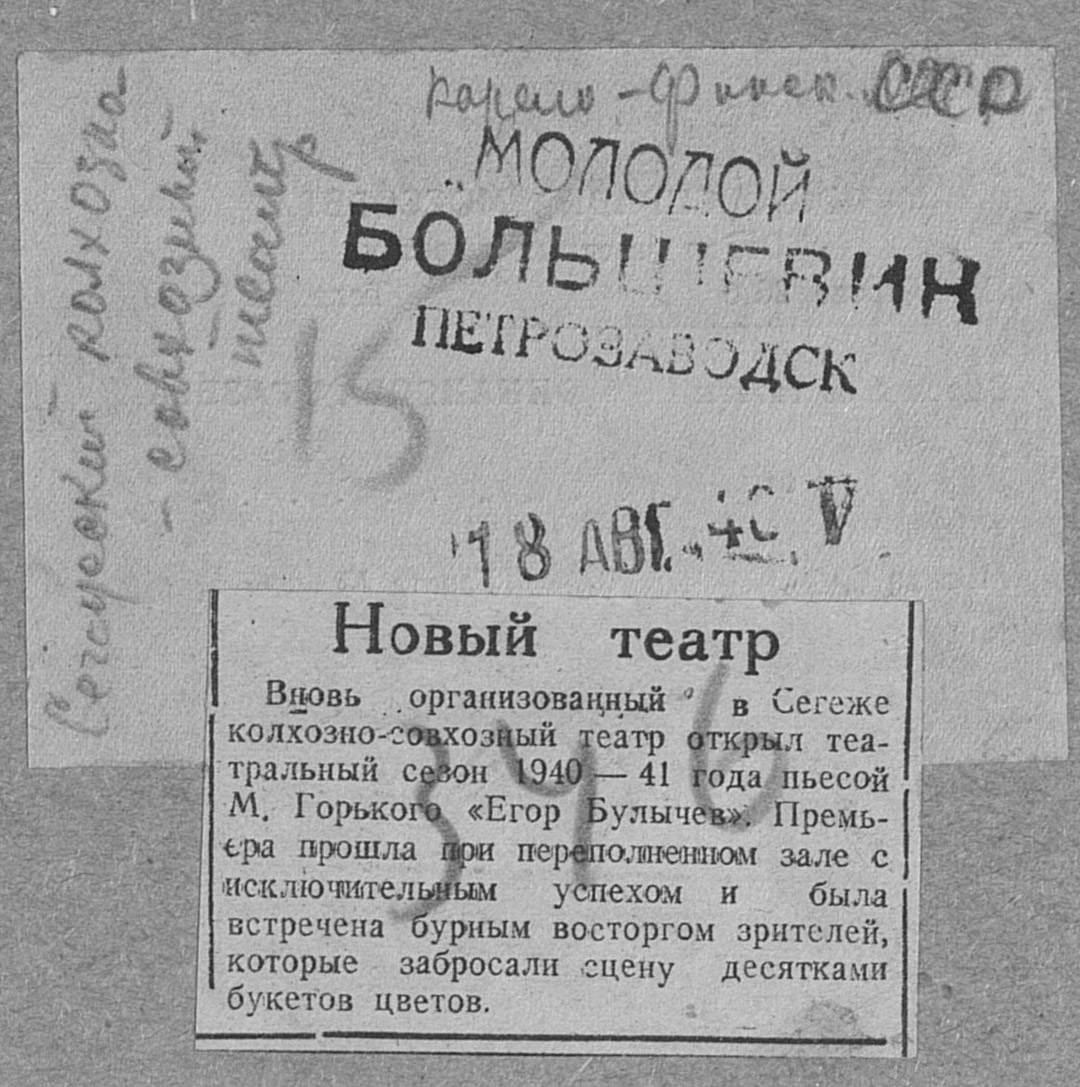 Карело-Финск. СССР
„МОЛОДОЙ
БОЛЬШЕВИК
ПЕТРОЗАВОДСК
колхозно
-совхозный
театр
15
18 АВГ. 40 V
Новый театр
Вновь организованный в Сегеже
колхозно-совхозный театр открыл теа-
тральный сезон 1940 — 41 года пьесой
М. Горького «Егор Булычев». Премь-
ера прошла при переполненном зале с
исключительным успехом и была
встречена бурным восторгом зрителей,
которые забросали сцену десятками
букетов цветов.
546